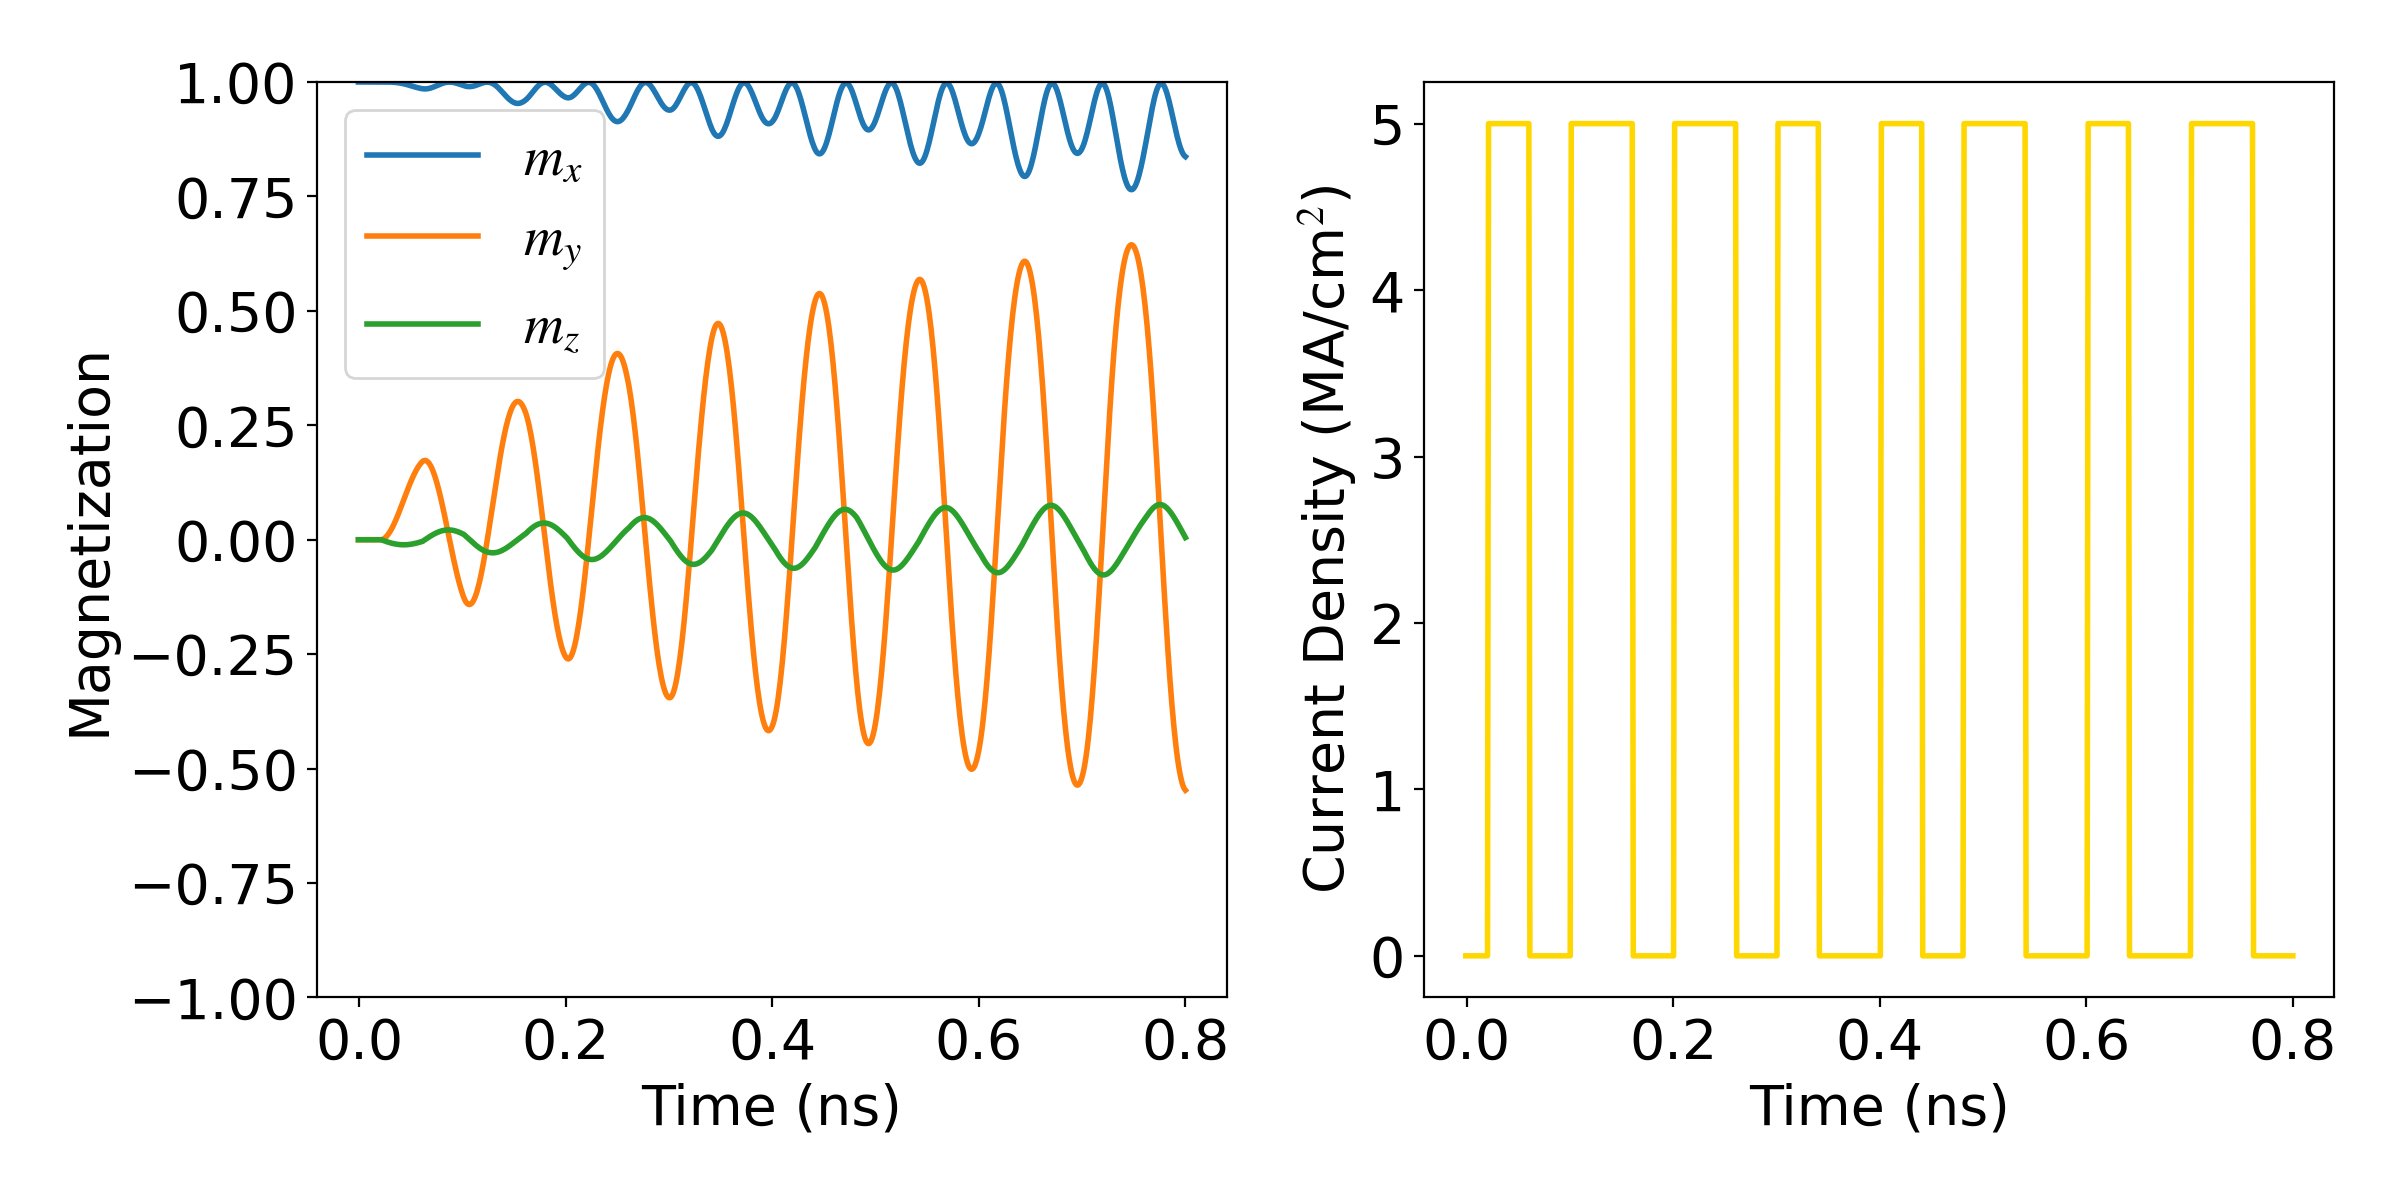 1.00
0.75
0.50
0.25
0.00
−0.25
−0.50
−0.75
−1.00
Magnetization
m_x
m_y
m_z
0.0 0.2 0.4 0.6 0.8
Time (ns)
5
4
3
2
1
0
Current Density (MA/cm²)
0.0 0.2 0.4 0.6 0.8
Time (ns)